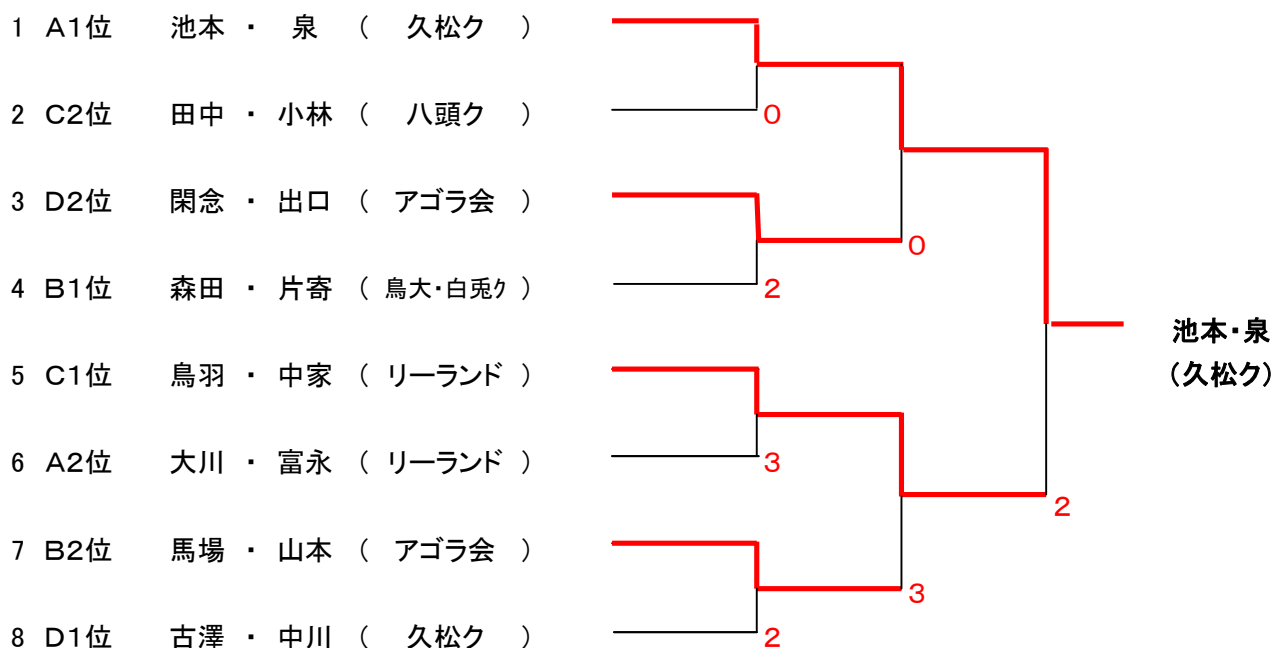 1 A1位 池本 ・ 泉 ( 久松ク )
2 C2位 田中 ・ 小林 ( 八頭ク )
0
3 D2位 閑念 ・ 出口 ( アゴラ会 )
0
4 B1位 森田 ・ 片寄 ( 鳥大・白兎ク )
2
池本・泉
(久松ク)
5 C1位 鳥羽 ・ 中家 ( リーランド )
6 A2位 大川 ・ 富永 ( リーランド )
3
2
7 B2位 馬場 ・ 山本 ( アゴラ会 )
3
8 D1位 古澤 ・ 中川 ( 久松ク )
2